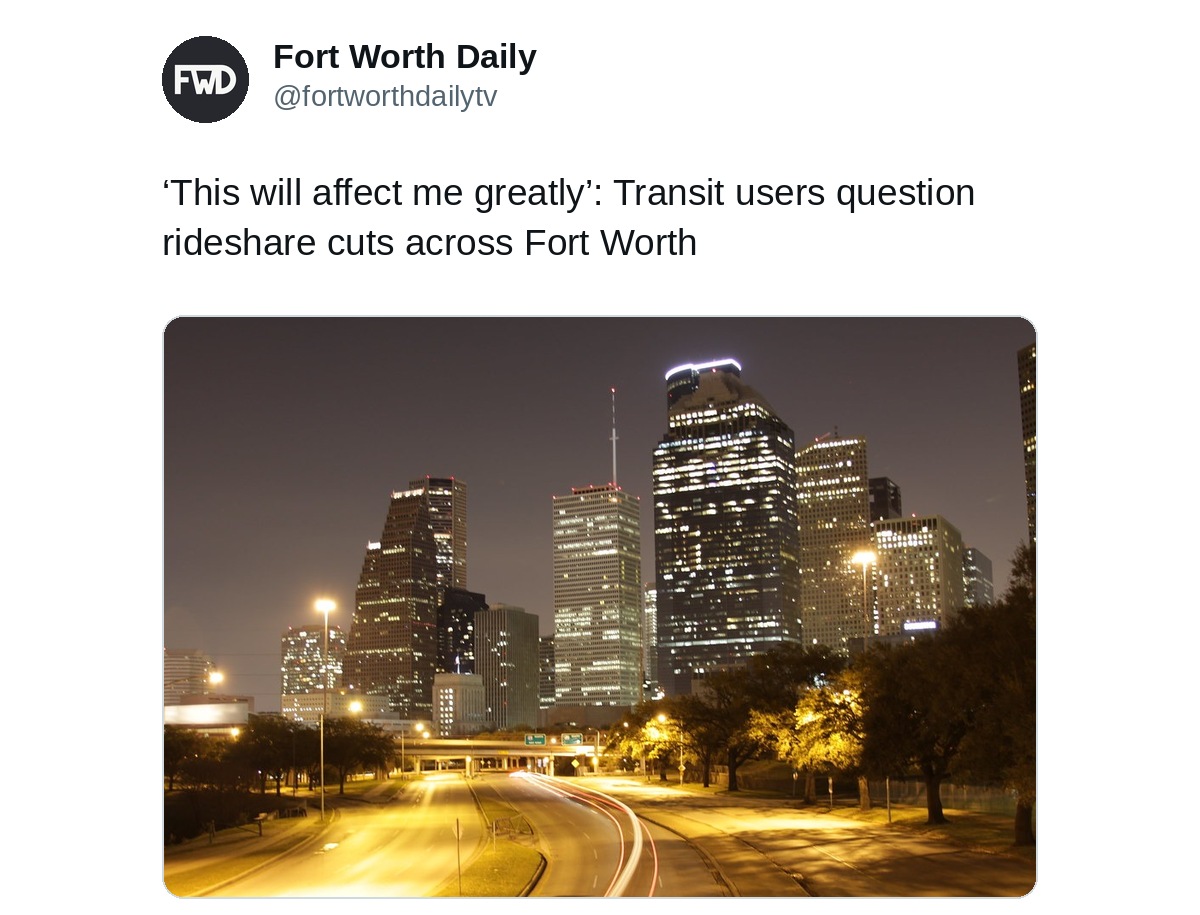 FWD
Fort Worth Daily
@fortworthdailytv
‘This will affect me greatly’: Transit users question
rideshare cuts across Fort Worth